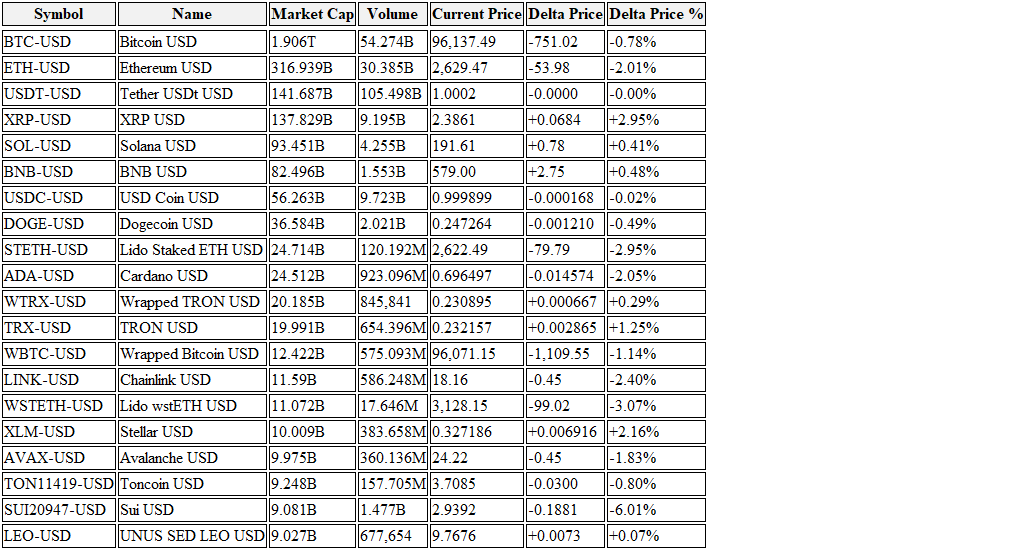 Symbol Name Market Cap Volume Current Price Delta Price Delta Price %
BTC-USD Bitcoin USD 1.906T 54.274B 96,137.49 -751.02 -0.78%
ETH-USD Ethereum USD 316.939B 30.385B 2,629.47 -53.98 -2.01%
USDT-USD Tether USDt USD 141.687B 105.498B 1.0002 -0.0000 -0.00%
XRP-USD XRP USD 137.829B 9.195B 2.3861 +0.0684 +2.95%
SOL-USD Solana USD 93.451B 4.255B 191.61 +0.78 +0.41%
BNB-USD BNB USD 82.496B 1.553B 579.00 +2.75 +0.48%
USDC-USD USD Coin USD 56.263B 9.723B 0.999899 -0.000168 -0.02%
DOGE-USD Dogecoin USD 36.584B 2.021B 0.247264 -0.001210 -0.49%
STETH-USD Lido Staked ETH USD 24.714B 120.192M 2,622.49 -79.79 -2.95%
ADA-USD Cardano USD 24.512B 923.096M 0.696497 -0.014574 -2.05%
WTRX-USD Wrapped TRON USD 20.185B 845,841 0.230895 +0.000667 +0.29%
TRX-USD TRON USD 19.991B 654.396M 0.232157 +0.002865 +1.25%
WBTC-USD Wrapped Bitcoin USD 12.422B 575.093M 96,071.15 -1,109.55 -1.14%
LINK-USD Chainlink USD 11.59B 586.248M 18.16 -0.45 -2.40%
WSTETH-USD Lido wstETH USD 11.072B 17.646M 3,128.15 -99.02 -3.07%
XLM-USD Stellar USD 10.009B 383.658M 0.327186 +0.006916 +2.16%
AVAX-USD Avalanche USD 9.975B 360.136M 24.22 -0.45 -1.83%
TON11419-USD Toncoin USD 9.248B 157.705M 3.7085 -0.0300 -0.80%
SUI20947-USD Sui USD 9.081B 1.477B 2.9392 -0.1881 -6.01%
LEO-USD UNUS SED LEO USD 9.027B 677,654 9.7676 +0.0073 +0.07%